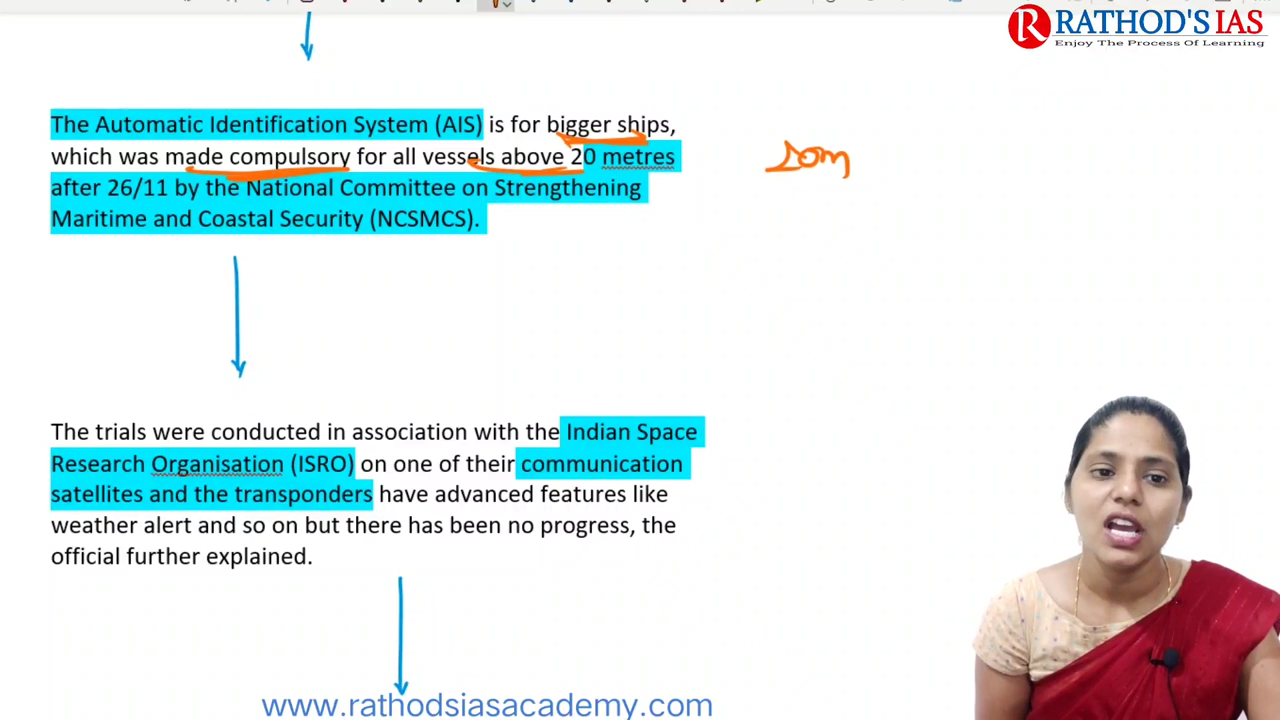 RATHOD'S IAS
Enjoy The Process Of Learning
The Automatic Identification System (AIS) is for bigger ships,
which was made compulsory for all vessels above 20 metres
20m
after 26/11 by the National Committee on Strengthening
Maritime and Coastal Security (NCSMCS).
The trials were conducted in association with the Indian Space
Research Organisation (ISRO) on one of their communication
satellites and the transponders have advanced features like
weather alert and so on but there has been no progress, the
official further explained.
www.rathodsiasacademy.com